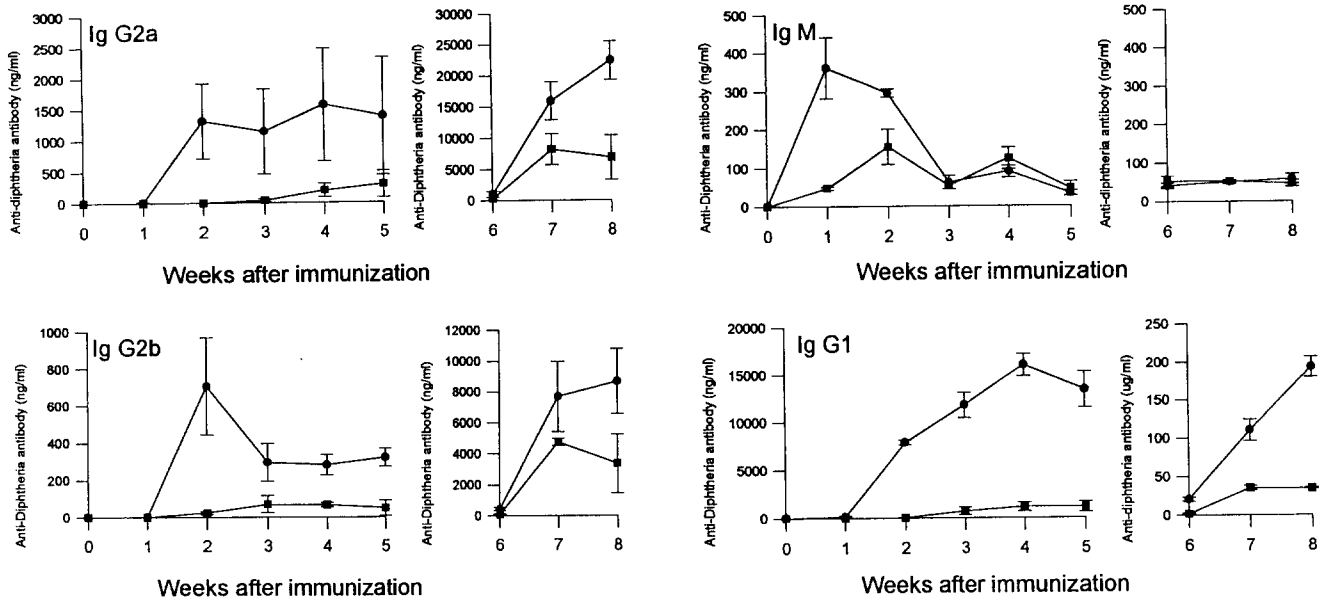 Ig G2a
Anti-diphtheria antibody (ng/ml)
3000
2500
2000
1500
1000
500
0
0 1 2 3 4 5
Anti-Diphtheria antibody (ng/ml)
30000
25000
20000
15000
10000
5000
0
6 7 8
Weeks after immunization
Ig M
Anti-Diphtheria antibody (ng/ml)
500
400
300
200
100
0
0 1 2 3 4 5
Anti-diphtheria antibody (ng/ml)
500
400
300
200
100
50
0
6 7 8
Weeks after immunization
Ig G2b
Anti-Diphtheria antibody (ng/ml)
1000
800
600
400
200
0
0 1 2 3 4 5
Anti-Diphtheria antibody (ng/ml)
12000
10000
8000
6000
4000
2000
0
6 7 8
Weeks after immunization
Ig G1
Anti-Diphtheria antibody (ng/ml)
20000
15000
10000
5000
0
0 1 2 3 4 5
Anti-diphtheria antibody (ug/ml)
250
200
150
100
50
0
6 7 8
Weeks after immunization